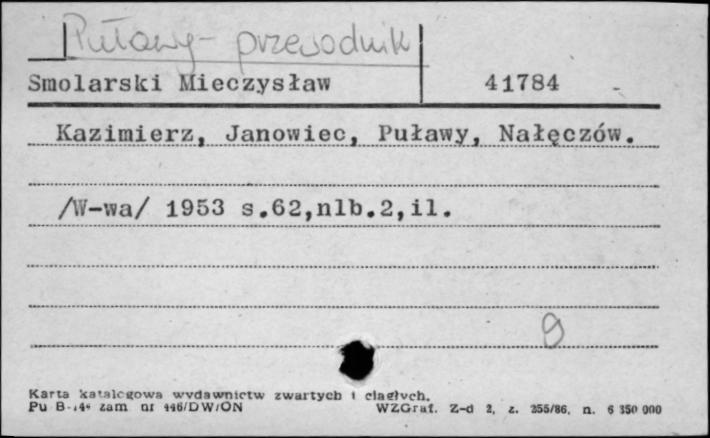 Puławy - przewodnik
Smolarski Mieczysław 41784 -
Kazimierz, Janowiec, Puławy, Nałęczów.
/W-wa/ 1953 s.62,nlb.2,il.
9
Karta katalogowa wydawnictw zwartych i ciągłych.
Pu B-14 zam nr 446/DW/ON WZGraf. Z-d 2, z. 255/86, n. 6 350 000